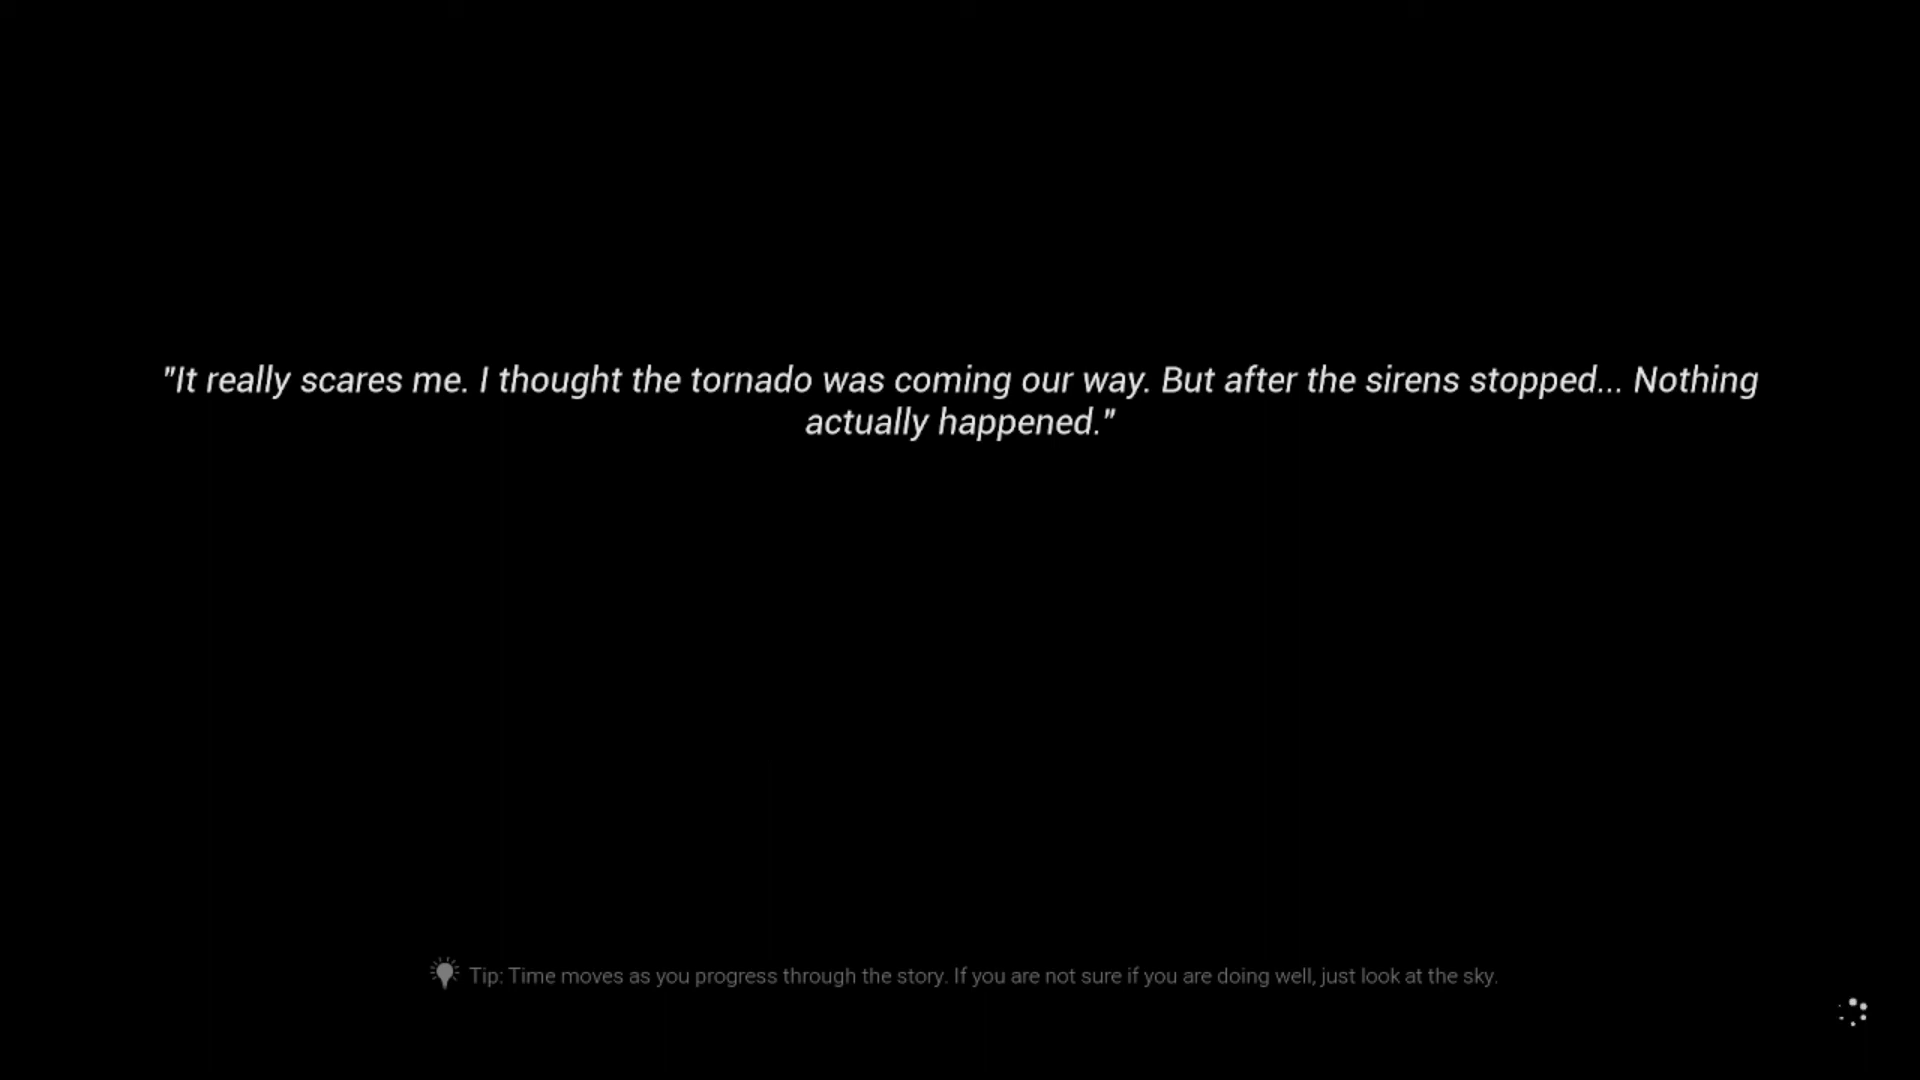 "It really scares me. I thought the tornado was coming our way. But after the sirens stopped... Nothing
actually happened."
Tip: Time moves as you progress through the story. If you are not sure if you are doing well, just look at the sky.